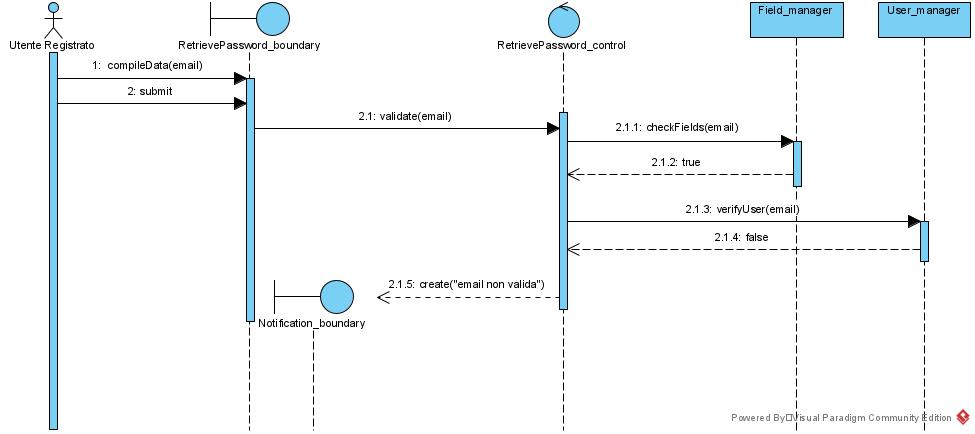 Field_manager
User_manager
Utente Registrato
RetrievePassword_boundary
RetrievePassword_control
1: compileData(email)
2: submit
2.1: validate(email)
2.1.1: checkFields(email)
2.1.2: true
2.1.3: verifyUser(email)
2.1.4: false
2.1.5: create("email non valida")
Notification_boundary
Powered By Visual Paradigm Community Edition